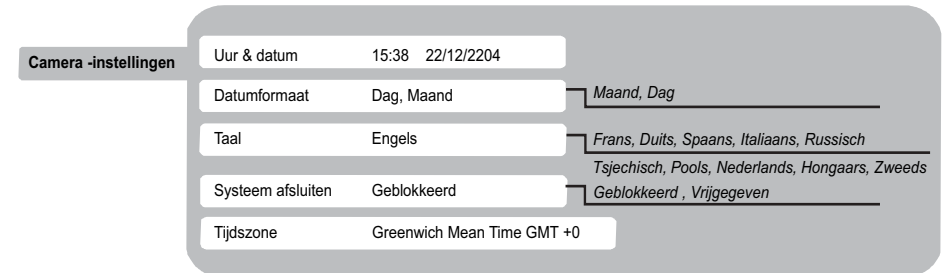 Camera -instellingen
Uur & datum 15:38 22/12/2204
Datumformaat Dag, Maand
Maand, Dag
Taal Engels
Frans, Duits, Spaans, Italiaans, Russisch
Tsjechisch, Pools, Nederlands, Hongaars, Zweeds
Systeem afsluiten Geblokkeerd
Geblokkeerd , Vrijgegeven
Tijdszone Greenwich Mean Time GMT +0